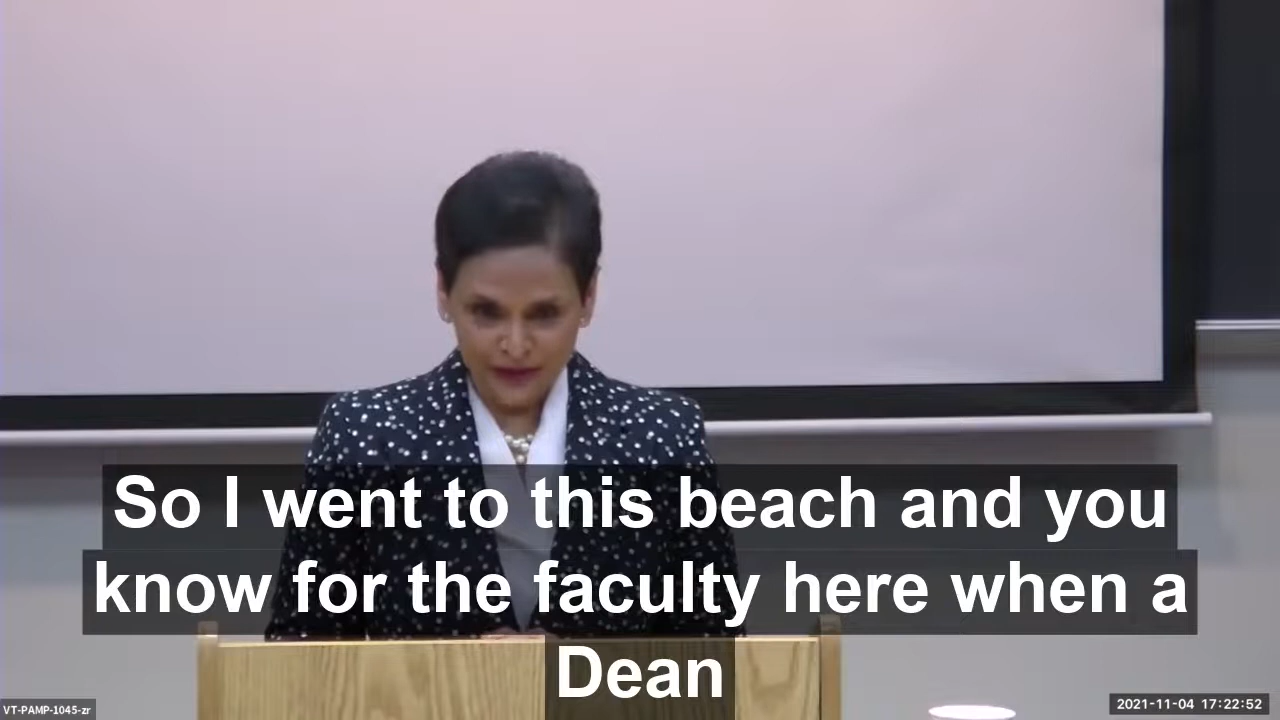 So I went to this beach and you
know for the faculty here when a
Dean
VT-PAMP-1045-zr
2021-11-04 17:22:52